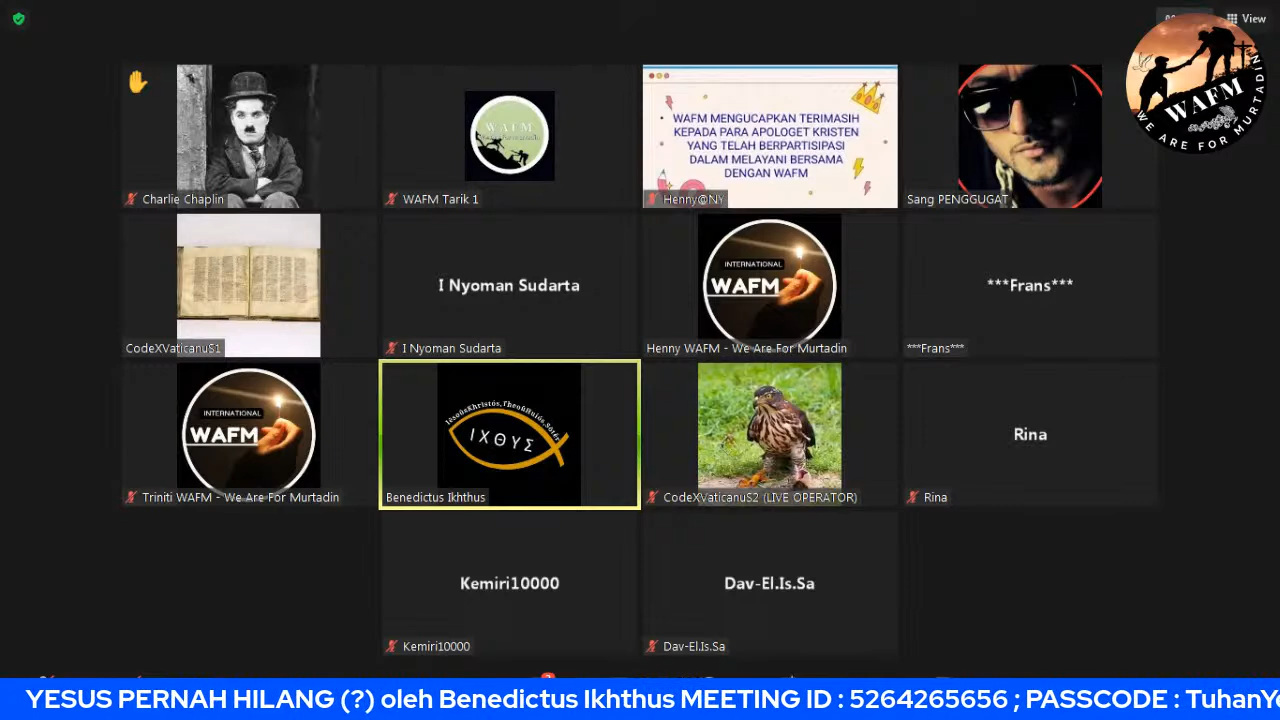 View
WAFM
WE ARE FOR MURTADIN
Charlie Chaplin
WAFM
WAFM Tarik 1
• WAFM MENGUCAPKAN TERIMASIH
KEPADA PARA APOLOGET KRISTEN
YANG TELAH BERPARTISIPASI
DALAM MELAYANI BERSAMA
DENGAN WAFM
Henny@NY
Sang PENGGUGAT
CodeXVaticanuS1
I Nyoman Sudarta
I Nyoman Sudarta
INTERNATIONAL
WAFM
Henny WAFM - We Are For Murtadin
***Frans***
***Frans***
INTERNATIONAL
WAFM
Triniti WAFM - We Are For Murtadin
ΙΧΘΥΣ
Benedictus Ikhthus
CodeXVaticanuS2 (LIVE OPERATOR)
Rina
Rina
Kemiri10000
Kemiri10000
Dav-El.Is.Sa
Dav-El.Is.Sa
YESUS PERNAH HILANG (?) oleh Benedictus Ikhthus MEETING ID : 5264265656 ; PASSCODE : TuhanY